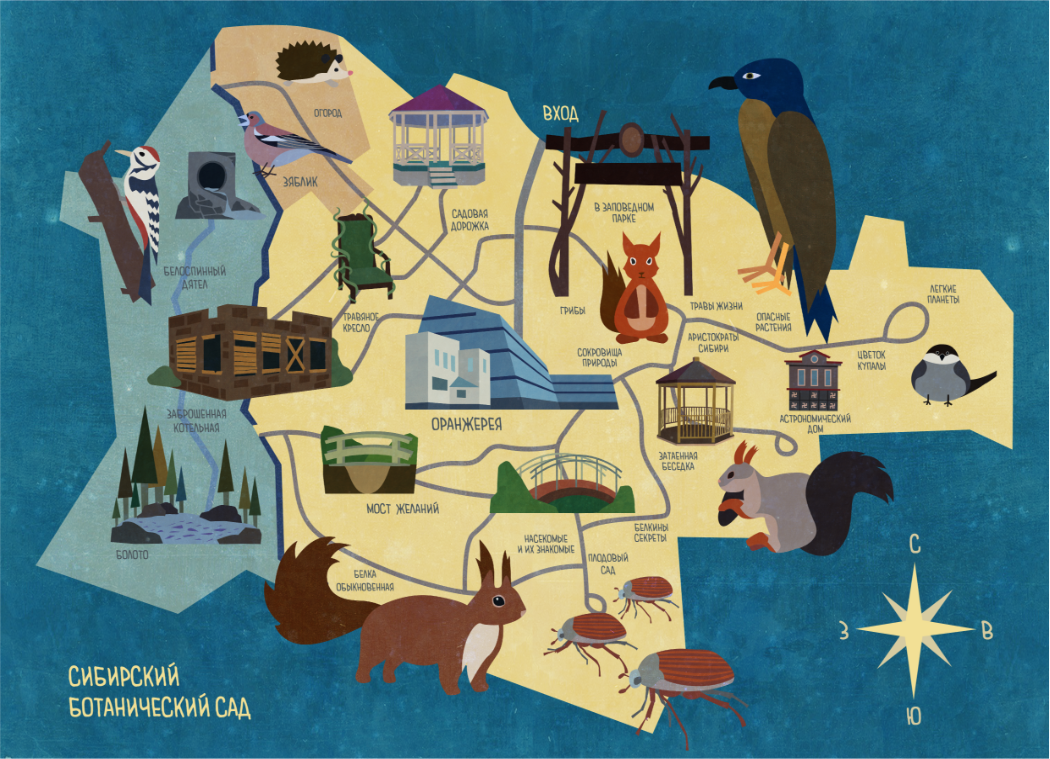 ВХОД
ОГОРОД
ЗЯБЛИК
САДОВАЯ
ДОРОЖКА
В ЗАПОВЕДНОМ
ПАРКЕ
БЕЛОСПИННЫЙ
ДЯТЕЛ
ТРАВЯНОЕ
КРЕСЛО
ГРИБЫ
ТРАВЫ ЖИЗНИ
ОПАСНЫЕ
РАСТЕНИЯ
ЛЕГКИЕ
ПЛАНЕТЫ
АРИСТОКРАТЫ
СИБИРИ
СОКРОВИЩА
ПРИРОДЫ
ЦВЕТОК
КУПАЛЫ
ЗАБРОШЕННАЯ
КОТЕЛЬНАЯ
ОРАНЖЕРЕЯ
АСТРОНОМИЧЕСКИЙ
ДОМ
ЗАТАЕННАЯ
БЕСЕДКА
МОСТ ЖЕЛАНИЙ
БОЛОТО
НАСЕКОМЫЕ
И ИХ ЗНАКОМЫЕ
БЕЛКИНЫ
СЕКРЕТЫ
ПЛОДОВЫЙ
САД
БЕЛКА
ОБЫКНОВЕННАЯ
С
З
В
Ю
СИБИРСКИЙ
БОТАНИЧЕСКИЙ САД